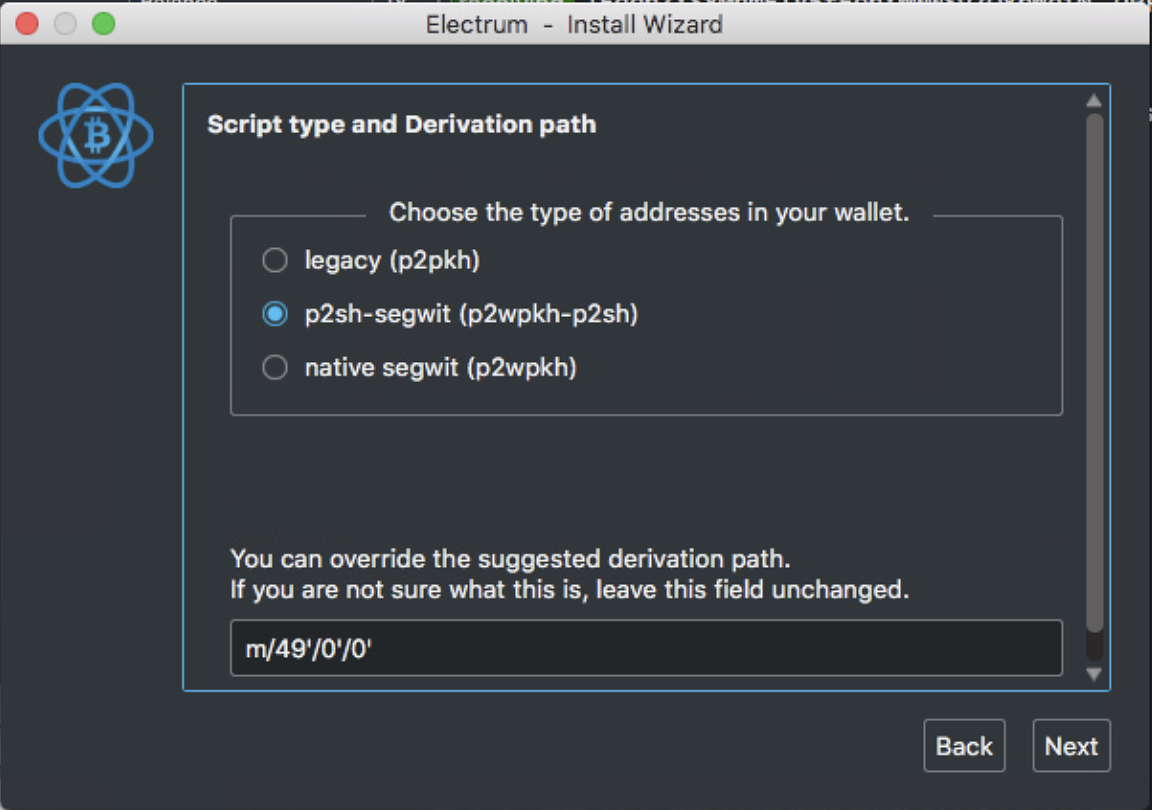 Electrum - Install Wizard
Script type and Derivation path
Choose the type of addresses in your wallet.
legacy (p2pkh)
p2sh-segwit (p2wpkh-p2sh)
native segwit (p2wpkh)
You can override the suggested derivation path.
If you are not sure what this is, leave this field unchanged.
m/49'/0'/0'
Back Next